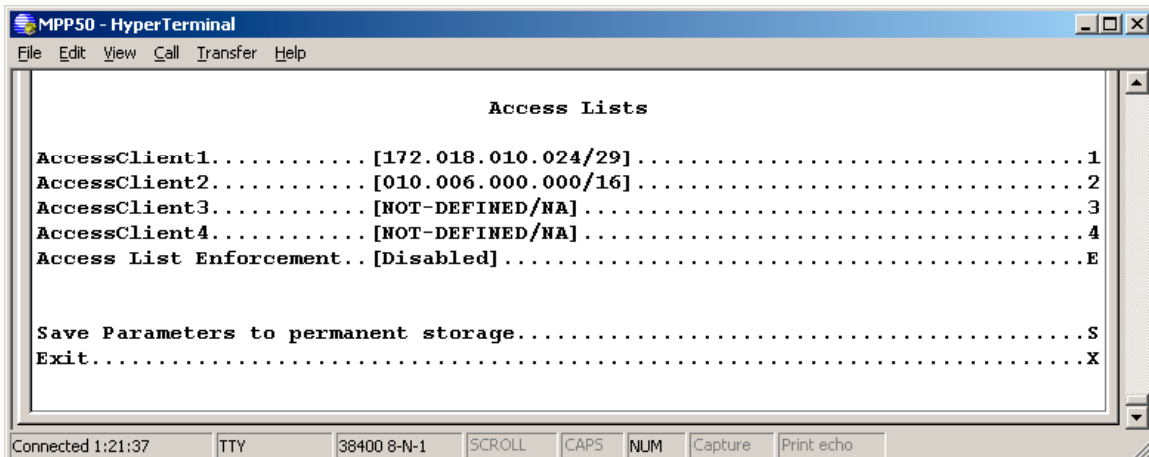 MPP50 - HyperTerminal
File Edit View Call Transfer Help
Access Lists
AccessClient1............[172.018.010.024/29]....................................1
AccessClient2............[010.006.000.000/16]....................................2
AccessClient3............[NOT-DEFINED/NA]........................................3
AccessClient4............[NOT-DEFINED/NA]........................................4
Access List Enforcement..[Disabled]..............................................E
Save Parameters to permanent storage.............................................S
Exit.............................................................................X
Connected 1:21:37 TTY 38400 8-N-1 SCROLL CAPS NUM Capture Print echo